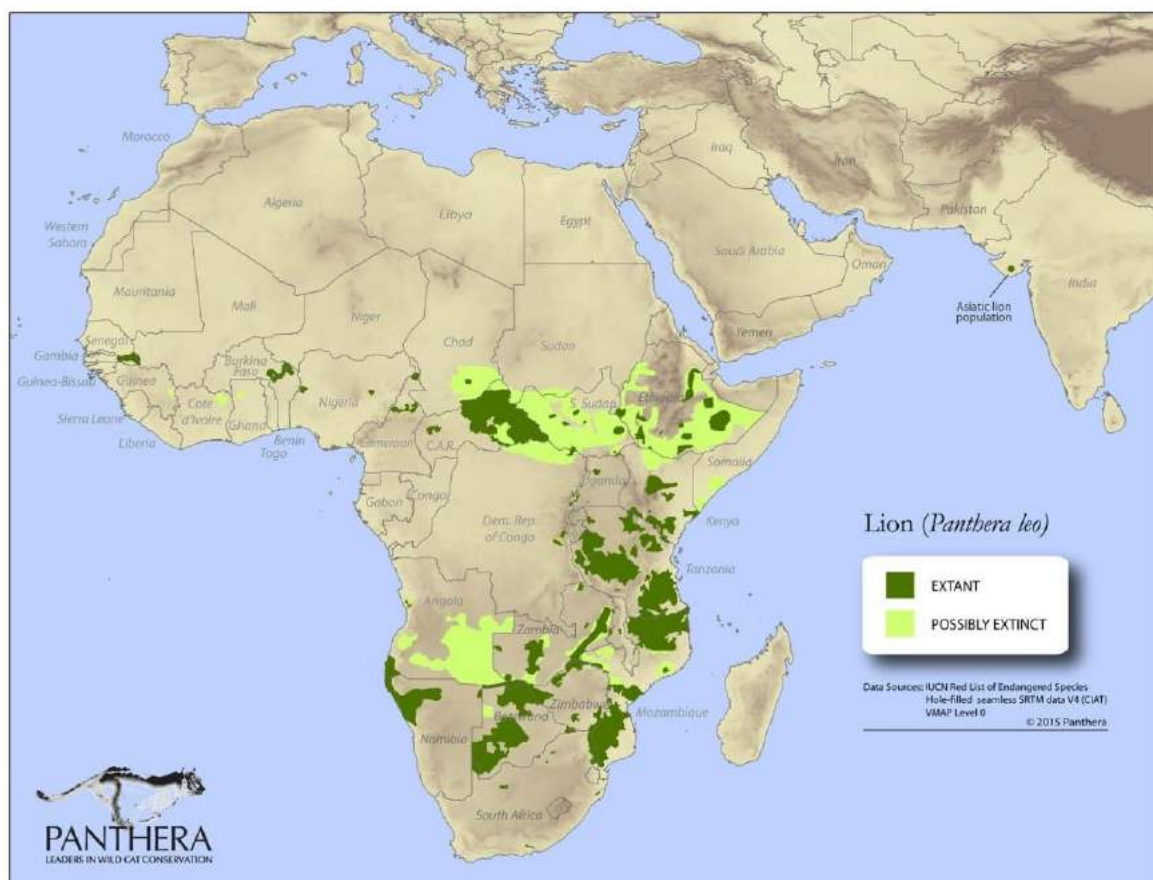 Morocco
Algeria
Libya
Egypt
Western
Sahara
Mauritania
Mali
Niger
Chad
Sudan
Iraq
Iran
Pakistan
Saudi Arabia
Oman
Yemen
India
Asiatic lion
population
Senegal
Gambia
Guinea-Bissau
Guinea
Sierra Leone
Liberia
Burkina
Faso
Cote
d'Ivoire
Ghana
Togo
Benin
Nigeria
Cameroun
C.A.R.
S. Sudan
Ethiopia
Somalia
Gabon
Congo
Uganda
Kenya
Dem. Rep.
of Congo
Tanzania
Angola
Zambia
Zimbabwe
Mozambique
Botswana
Namibia
South Africa
Lion (Panthera leo)
EXTANT
POSSIBLY EXTINCT
Data Sources: IUCN Red List of Endangered Species
Hole-filled seamless SRTM data V4 (CIAT)
VMAP Level 0
© 2015 Panthera
PANTHERA
LEADERS IN WILD CAT CONSERVATION